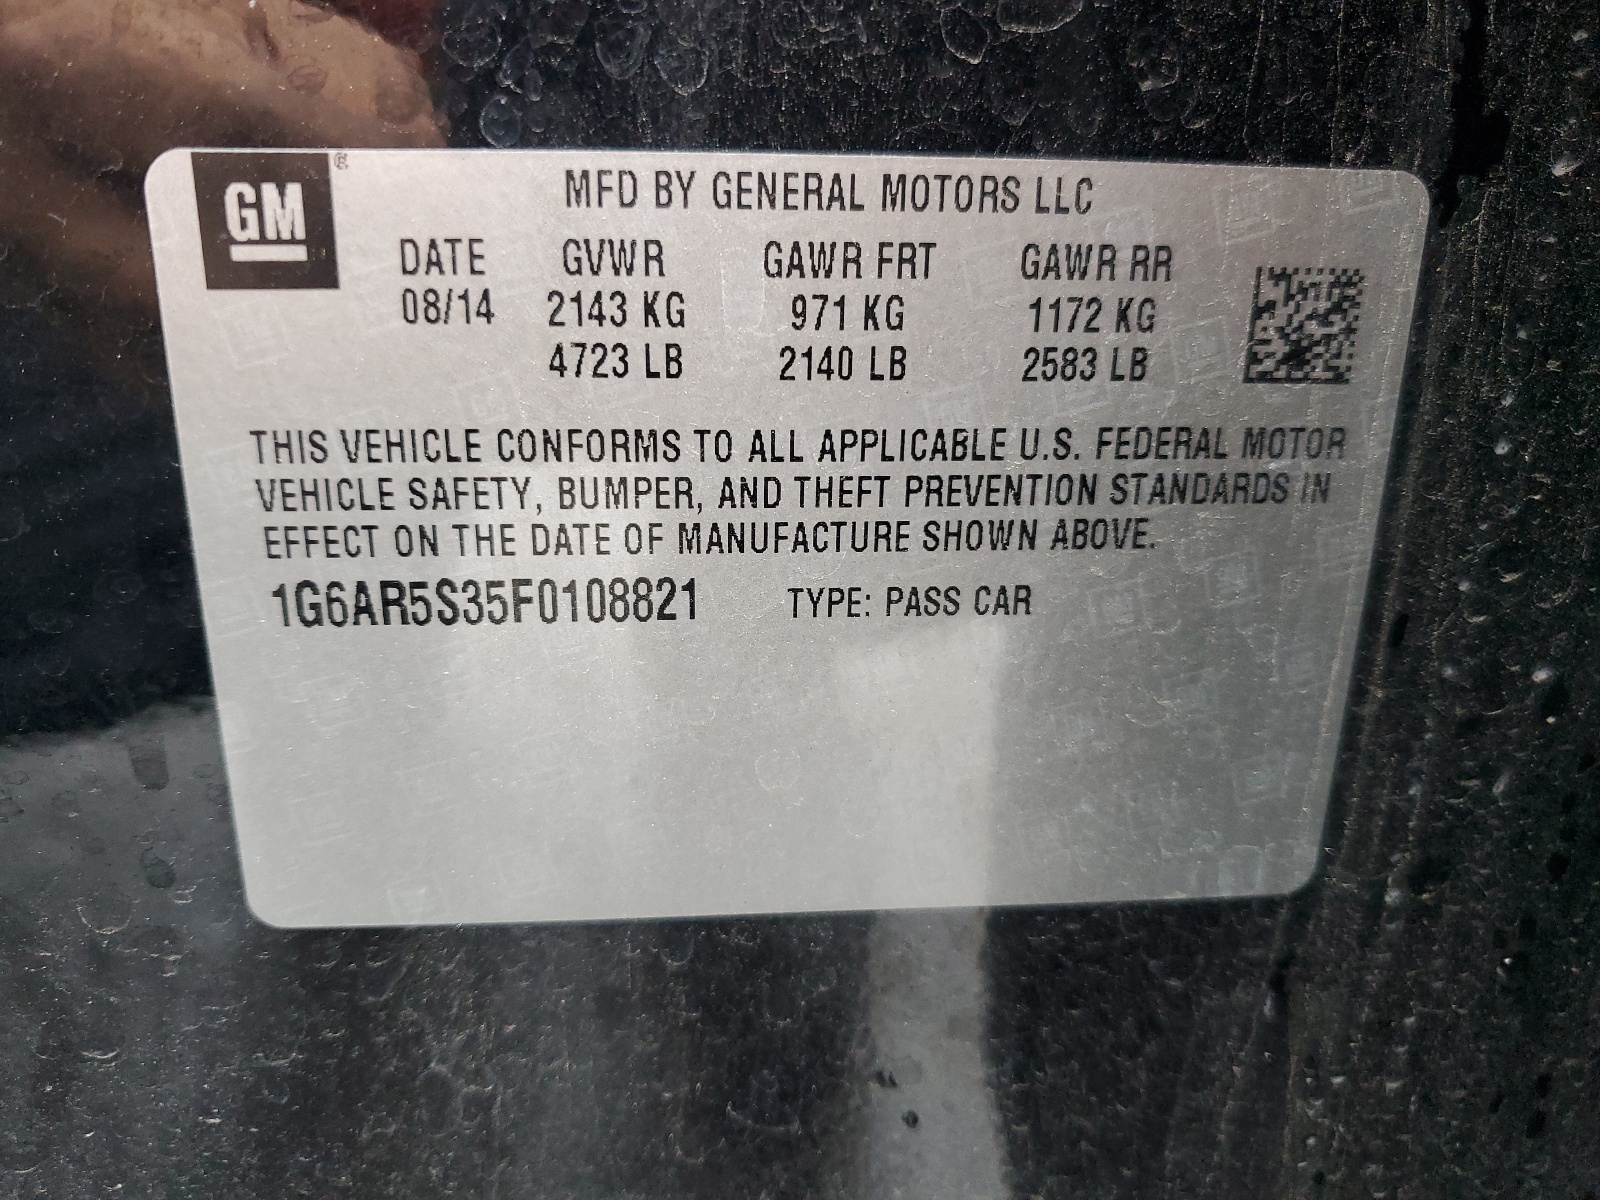 GM ®
MFD BY GENERAL MOTORS LLC
DATE GVWR GAWR FRT GAWR RR
08/14 2143 KG 971 KG 1172 KG
4723 LB 2140 LB 2583 LB
THIS VEHICLE CONFORMS TO ALL APPLICABLE U.S. FEDERAL MOTOR
VEHICLE SAFETY, BUMPER, AND THEFT PREVENTION STANDARDS IN
EFFECT ON THE DATE OF MANUFACTURE SHOWN ABOVE.
1G6AR5S35F0108821 TYPE: PASS CAR